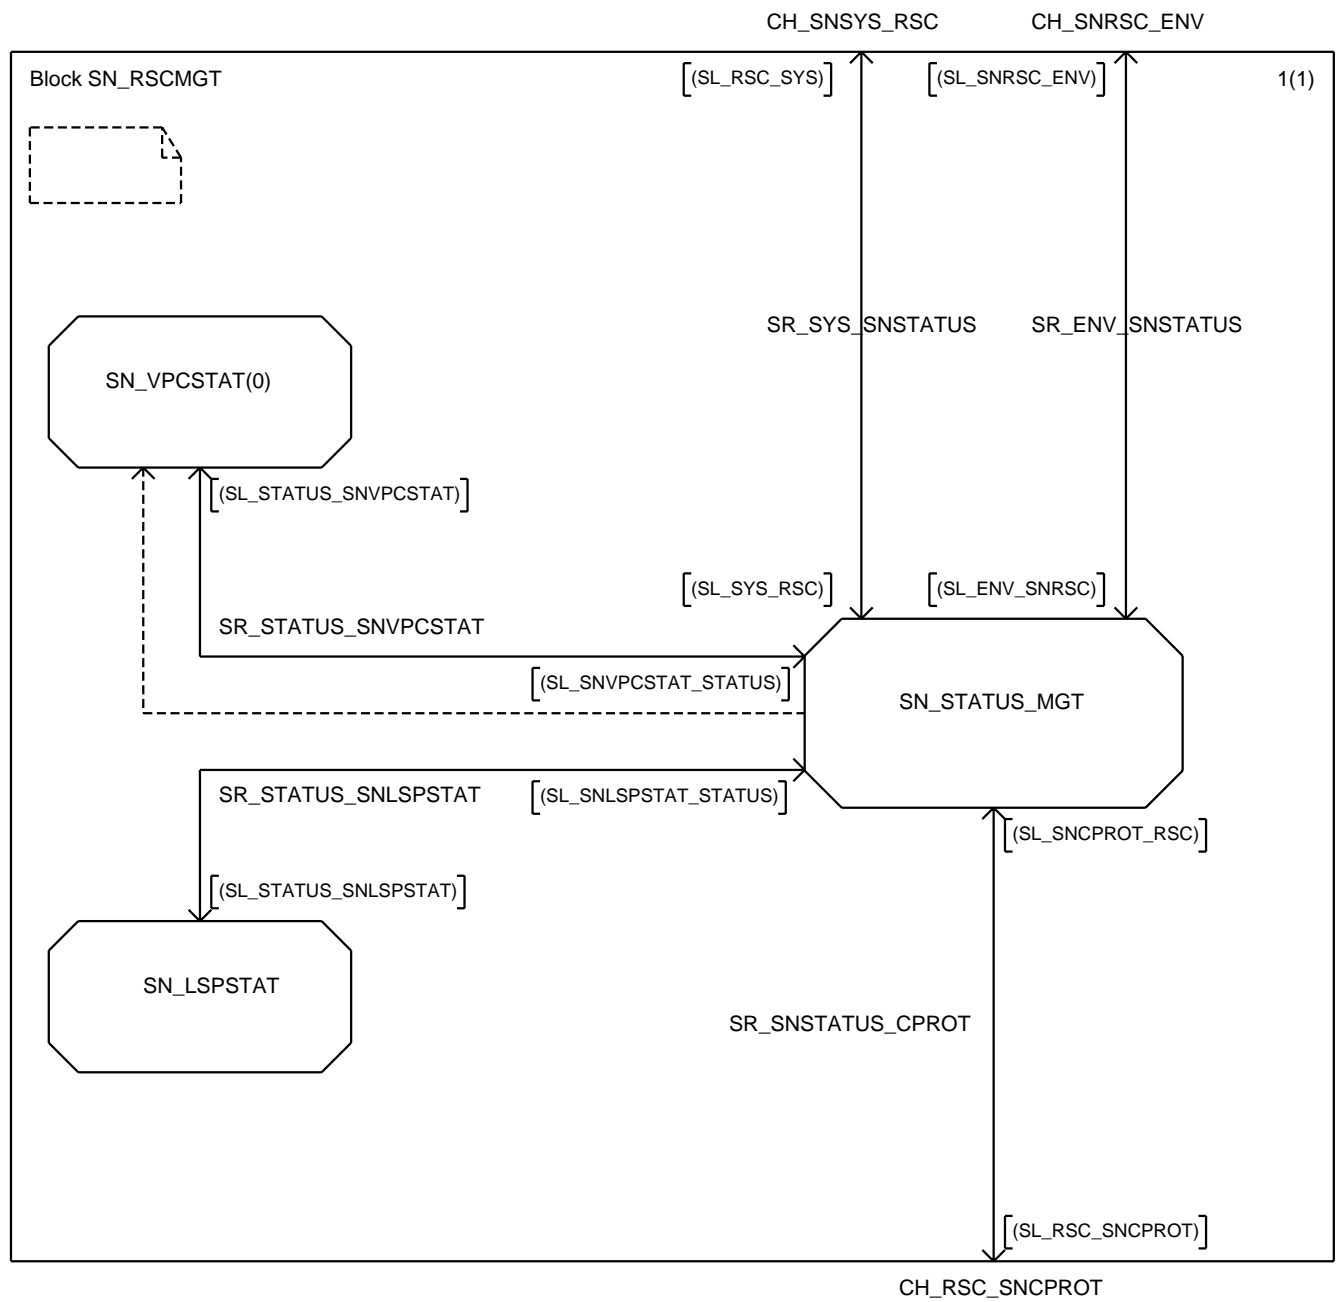 CH_SNSYS_RSC
CH_SNRSC_ENV
Block SN_RSCMGT
(SL_RSC_SYS)
(SL_SNRSC_ENV)
1(1)
SR_SYS_SNSTATUS
SR_ENV_SNSTATUS
SN_VPCSTAT(0)
(SL_STATUS_SNVPCSTAT)
(SL_SYS_RSC)
(SL_ENV_SNRSC)
SR_STATUS_SNVPCSTAT
(SL_SNVPCSTAT_STATUS)
SN_STATUS_MGT
SR_STATUS_SNLSPSTAT
(SL_SNLSPSTAT_STATUS)
(SL_SNCPROT_RSC)
(SL_STATUS_SNLSPSTAT)
SN_LSPSTAT
SR_SNSTATUS_CPROT
(SL_RSC_SNCPROT)
CH_RSC_SNCPROT